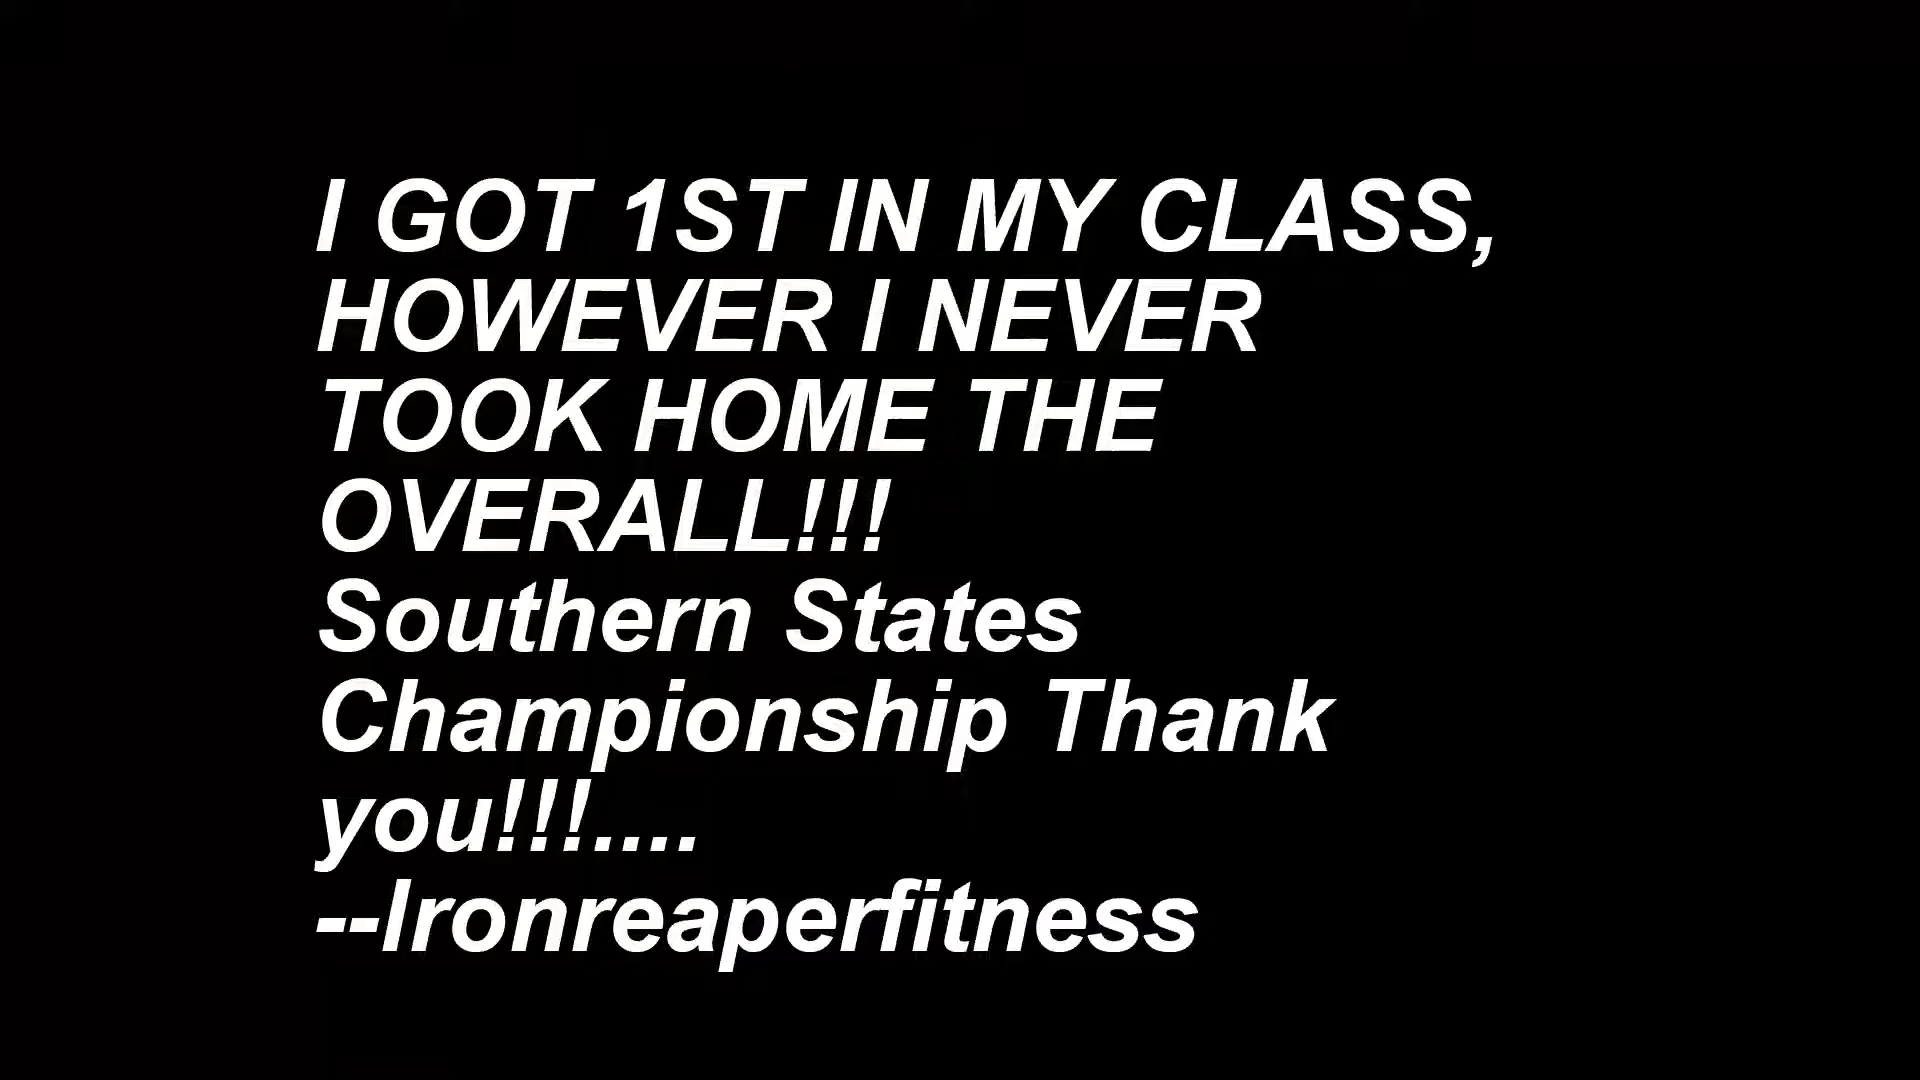 I GOT 1ST IN MY CLASS,
HOWEVER I NEVER
TOOK HOME THE
OVERALL!!!
Southern States
Championship Thank
you!!!....
--Ironreaperfitness